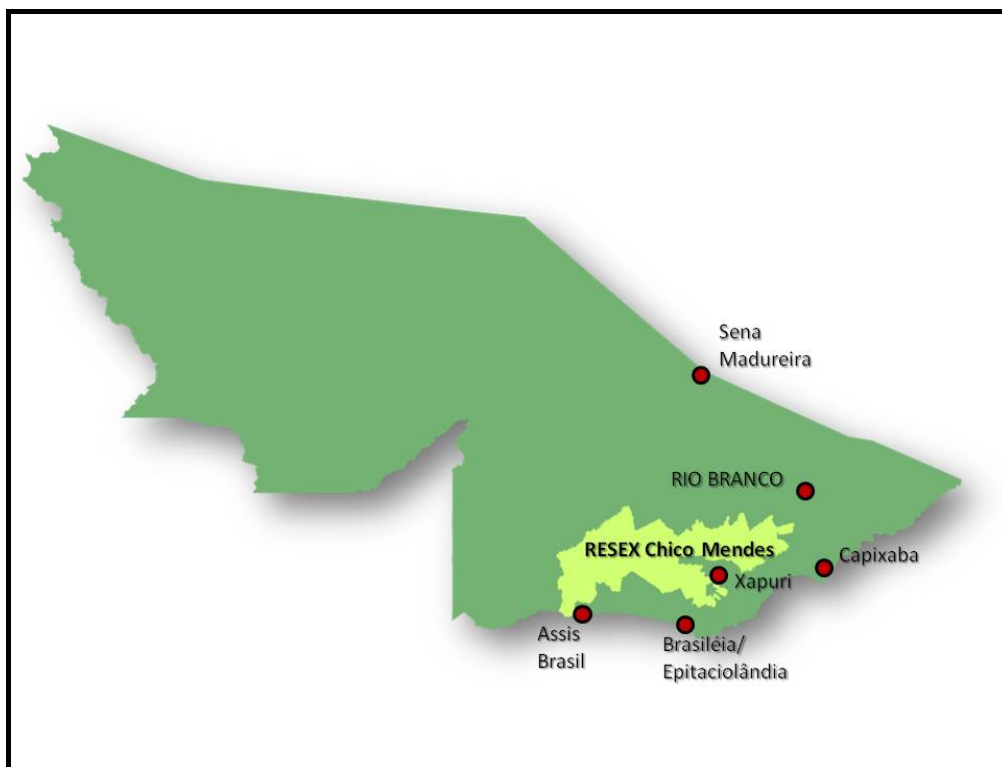 Sena
Madureira
RIO BRANCO
RESEX Chico Mendes
Capixaba
Xapuri
Assis
Brasil
Brasiléia/
Epitaciolândia